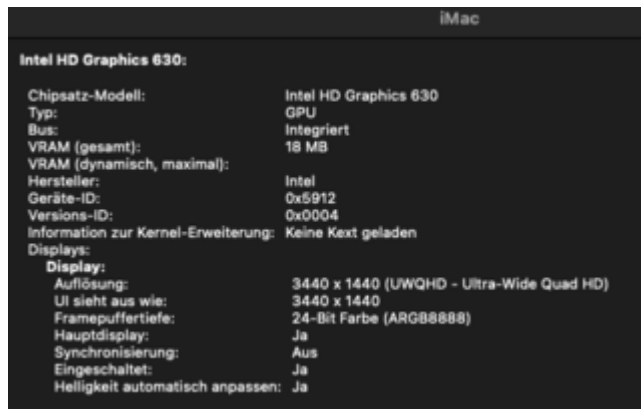 iMac
Intel HD Graphics 630:
Chipsatz-Modell: Intel HD Graphics 630
Typ: GPU
Bus: Integriert
VRAM (gesamt): 18 MB
VRAM (dynamisch, maximal):
Hersteller: Intel
Geräte-ID: 0x5912
Versions-ID: 0x0004
Information zur Kernel-Erweiterung: Keine Kext geladen
Displays:
Display:
Auflösung: 3440 x 1440 (UWQHD - Ultra-Wide Quad HD)
UI sieht aus wie: 3440 x 1440
Framepuffertiefe: 24-Bit Farbe (ARGB8888)
Hauptdisplay: Ja
Synchronisierung: Aus
Eingeschaltet: Ja
Helligkeit automatisch anpassen: Ja